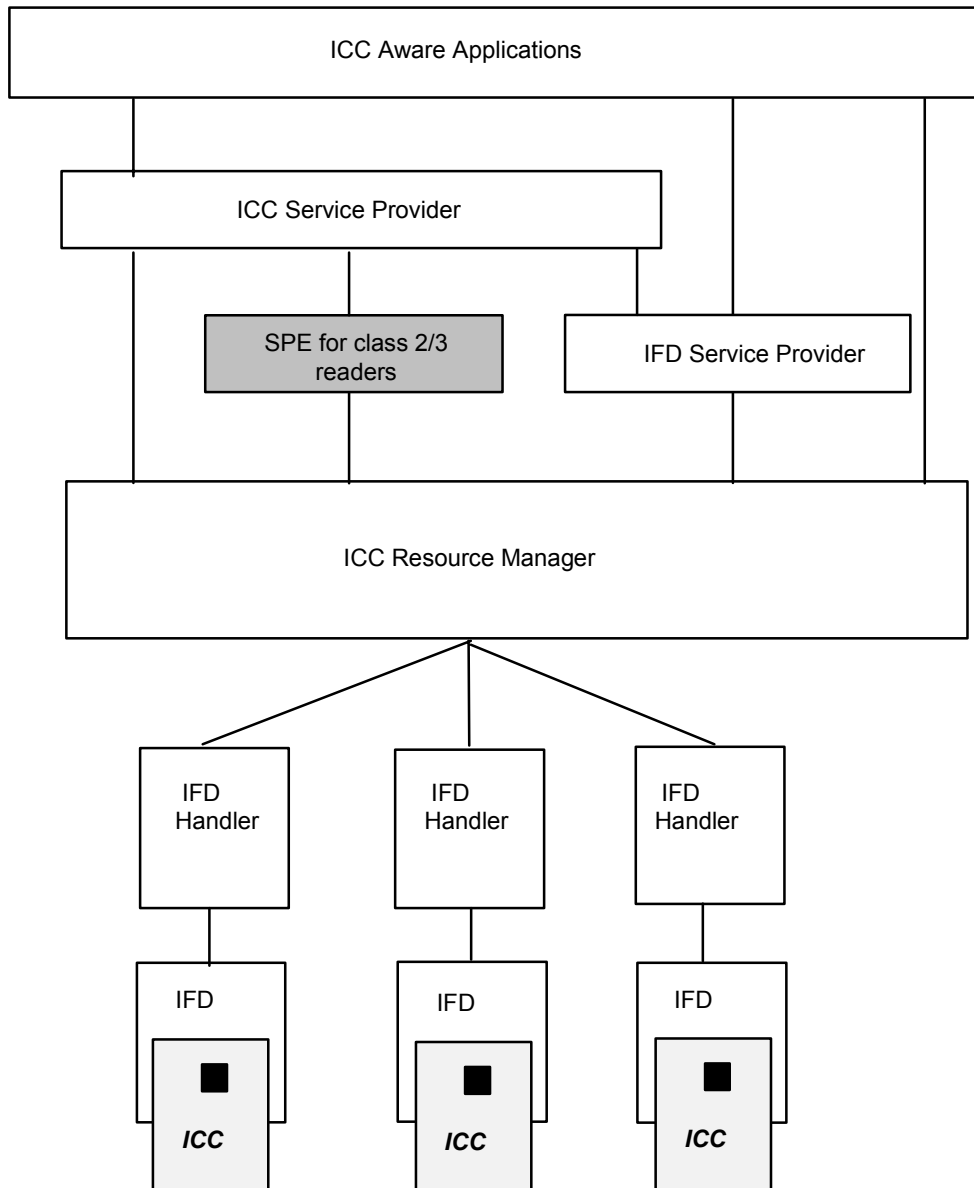 ICC Aware Applications
ICC Service Provider
SPE for class 2/3
readers
IFD Service Provider
ICC Resource Manager
IFD
Handler
IFD
Handler
IFD
Handler
IFD
IFD
IFD
ICC
ICC
ICC